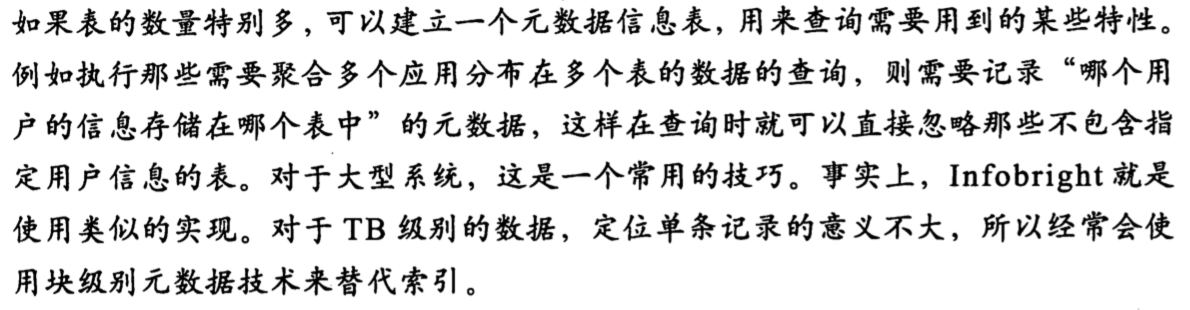 如果表的数量特别多，可以建立一个元数据信息表，用来查询需要用到的某些特性。
例如执行那些需要聚合多个应用分布在多个表的数据的查询，则需要记录“哪个用
户的信息存储在哪个表中”的元数据，这样在查询时就可以直接忽略那些不包含指
定用户信息的表。对于大型系统，这是一个常用的技巧。事实上，Infobright 就是
使用类似的实现。对于 TB 级别的数据，定位单条记录的意义不大，所以经常会使
用块级别元数据技术来替代索引。